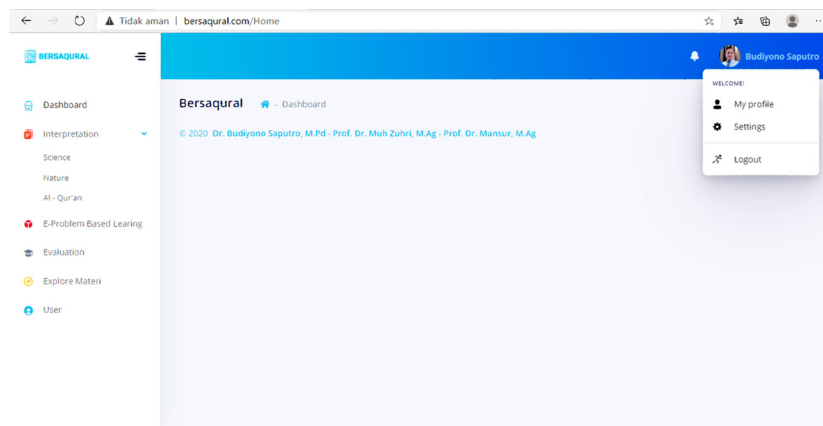 Tidak aman | bersaqural.com/Home
BERSAQURAL
Budiyono Saputro
WELCOME!
My profile
Settings
Logout
Dashboard
Interpretation
Science
Nature
Al - Qur'an
E-Problem Based Learing
Evaluation
Explore Materi
User
Bersaqural - Dashboard
© 2020 Dr. Budiyono Saputro, M.Pd - Prof. Dr. Muh Zuhri, M.Ag - Prof. Dr. Mansur, M.Ag